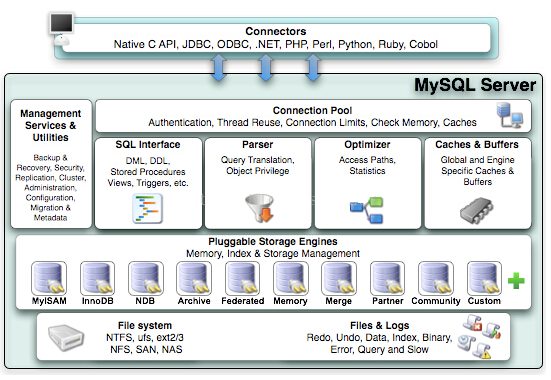 Connectors
Native C API, JDBC, ODBC, .NET, PHP, Perl, Python, Ruby, Cobol
MySQL Server
Management
Services &
Utilities
Backup &
Recovery, Security,
Replication, Cluster,
Administration,
Configuration,
Migration &
Metadata
Connection Pool
Authentication, Thread Reuse, Connection Limits, Check Memory, Caches
SQL Interface
DML, DDL,
Stored Procedures
Views, Triggers, etc.
Parser
Query Translation,
Object Privilege
Optimizer
Access Paths,
Statistics
Caches & Buffers
Global and Engine
Specific Caches &
Buffers
Pluggable Storage Engines
Memory, Index & Storage Management
MyISAM
InnoDB
NDB
Archive
Federated
Memory
Merge
Partner
Community
Custom
File system
NTFS, ufs, ext2/3
NFS, SAN, NAS
Files & Logs
Redo, Undo, Data, Index, Binary,
Error, Query and Slow